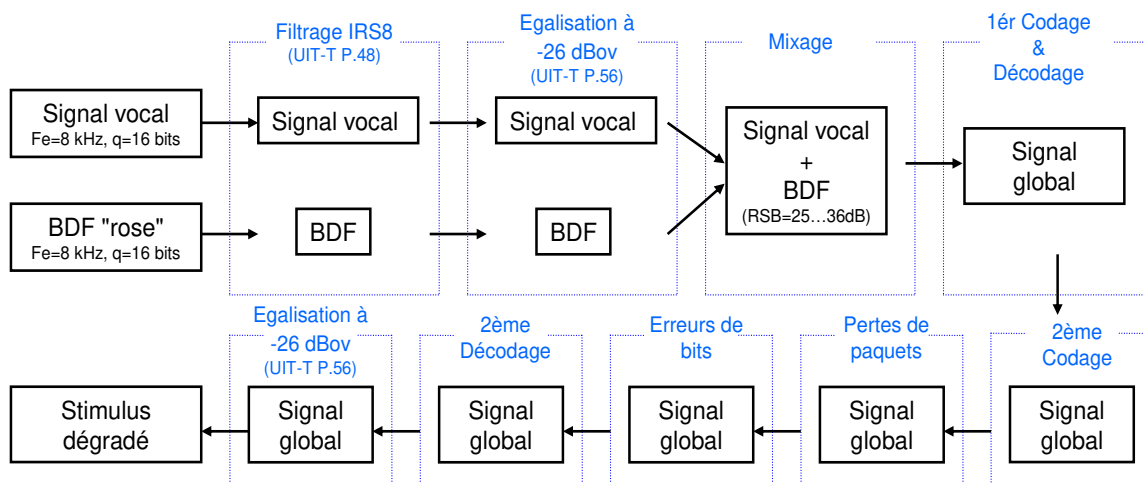 Filtrage IRS8
(UIT-T P.48)
Egalisation à
-26 dBov
(UIT-T P.56)
Mixage
1ér Codage
&
Décodage
Signal vocal
Fe=8 kHz, q=16 bits
Signal vocal
Signal vocal
Signal vocal
+
BDF
(RSB=25…36dB)
Signal
global
BDF "rose"
Fe=8 kHz, q=16 bits
BDF
BDF
Egalisation à
-26 dBov
(UIT-T P.56)
2ème
Décodage
Erreurs de
bits
Pertes de
paquets
2ème
Codage
Stimulus
dégradé
Signal
global
Signal
global
Signal
global
Signal
global
Signal
global